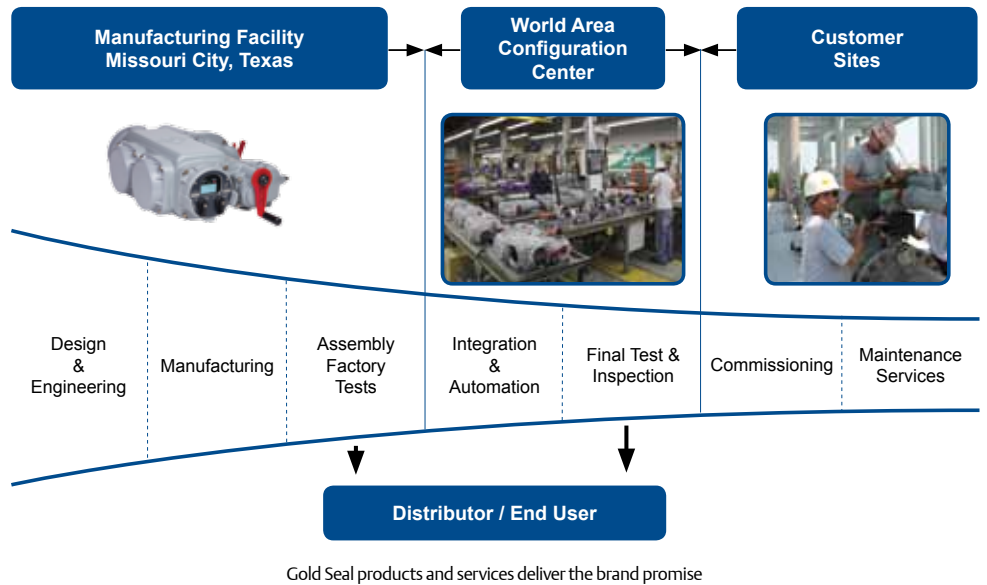 Manufacturing Facility
Missouri City, Texas
World Area
Configuration
Center
Customer
Sites
Design
&
Engineering
Manufacturing
Assembly
Factory
Tests
Integration
&
Automation
Final Test &
Inspection
Commissioning
Maintenance
Services
Distributor / End User
Gold Seal products and services deliver the brand promise